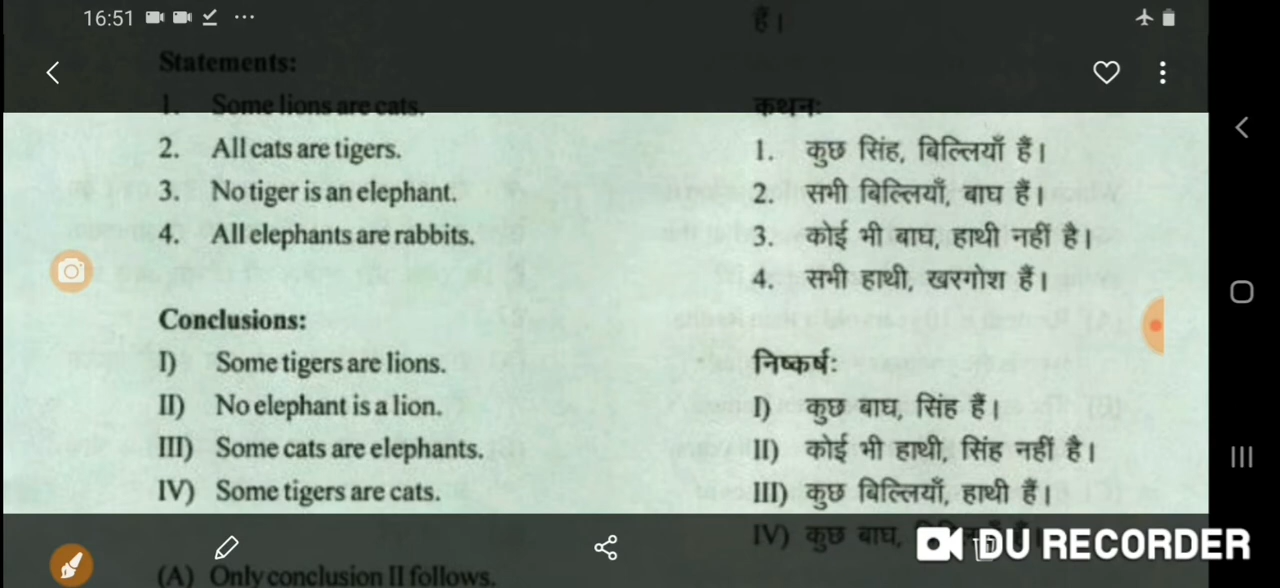 16:51
Statements:
1. Some lions are cats.
2. All cats are tigers.
3. No tiger is an elephant.
4. All elephants are rabbits.
Conclusions:
I) Some tigers are lions.
II) No elephant is a lion.
III) Some cats are elephants.
IV) Some tigers are cats.
(A) Only conclusion II follows.
हैं।
कथनः
1. कुछ सिंह, बिल्लियाँ हैं।
2. सभी बिल्लियाँ, बाघ हैं।
3. कोई भी बाघ, हाथी नहीं है।
4. सभी हाथी, खरगोश हैं।
निष्कर्षः
I) कुछ बाघ, सिंह हैं।
II) कोई भी हाथी, सिंह नहीं है।
III) कुछ बिल्लियाँ, हाथी हैं।
IV) कुछ बाघ,
DU RECORDER